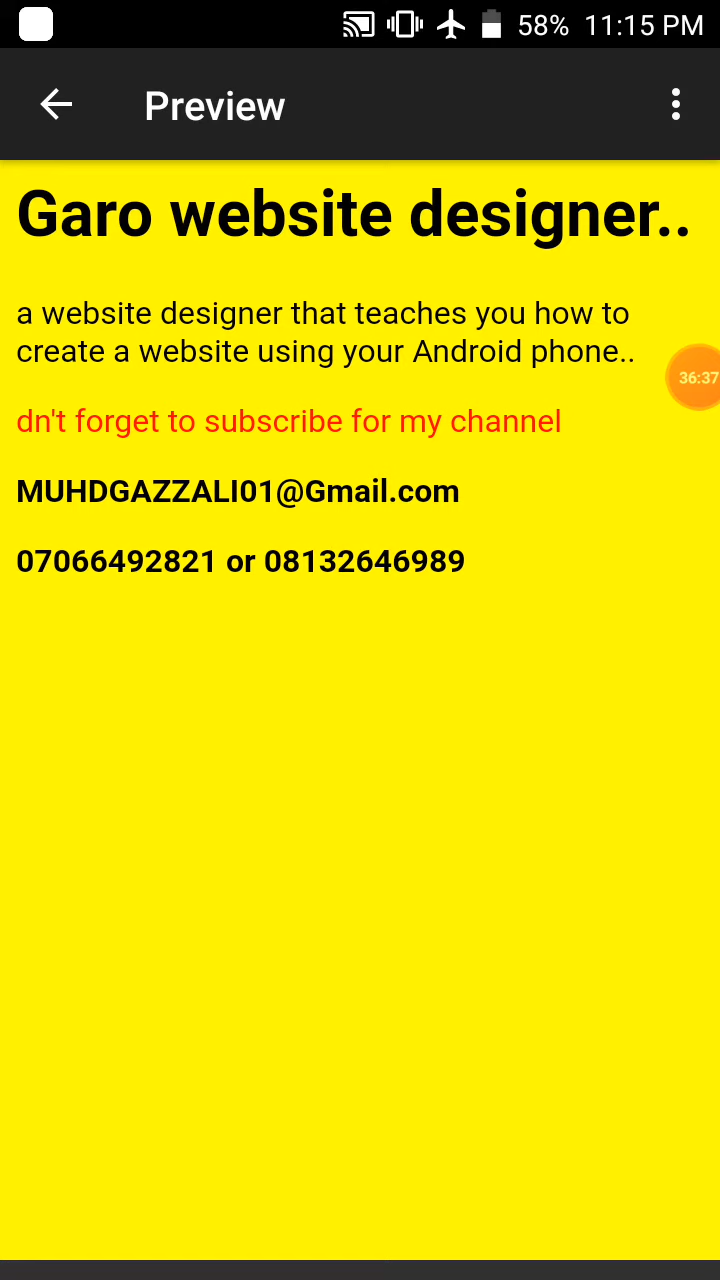 58% 11:15 PM
Preview
Garo website designer..
a website designer that teaches you how to
create a website using your Android phone..
36:37
dn't forget to subscribe for my channel
MUHDGAZZALI01@Gmail.com
07066492821 or 08132646989